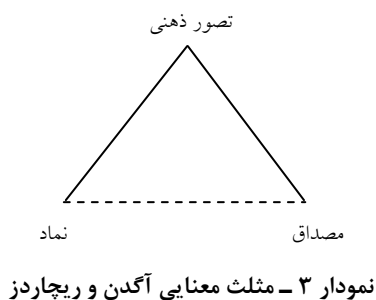 تصور ذهنی
مصداق
نماد
نمودار ۳ ـ مثلث معنایی آگدن و ریچاردز